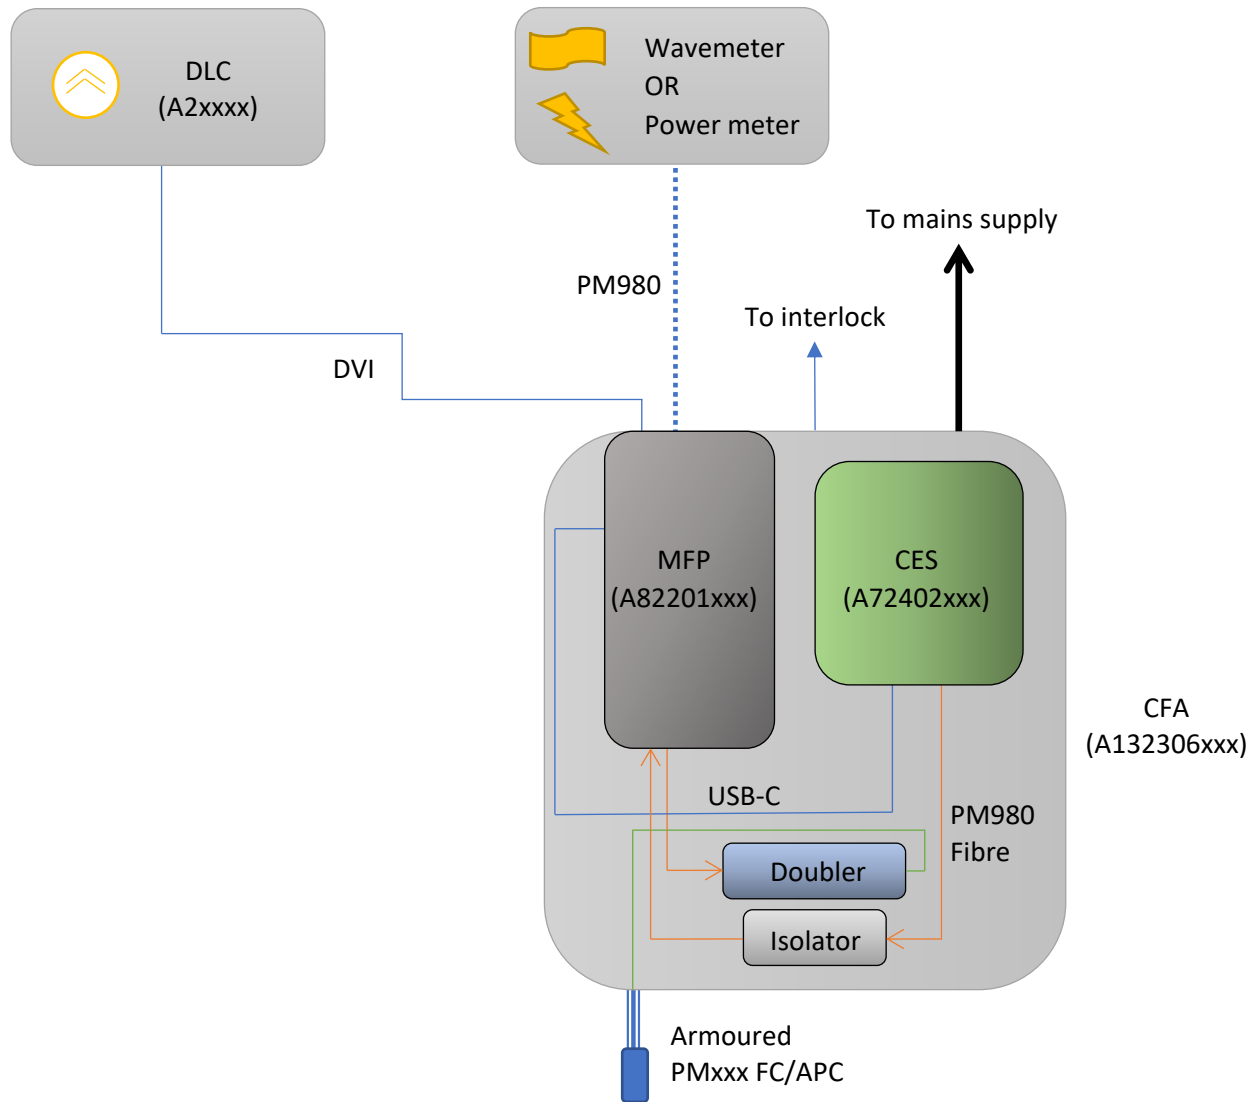 DLC
(A2xxxx)
Wavemeter
OR
Power meter
To mains supply
PM980
To interlock
DVI
MFP
(A82201xxx)
CES
(A72402xxx)
CFA
(A132306xxx)
USB-C
PM980
Fibre
Doubler
Isolator
Armoured
PMxxx FC/APC